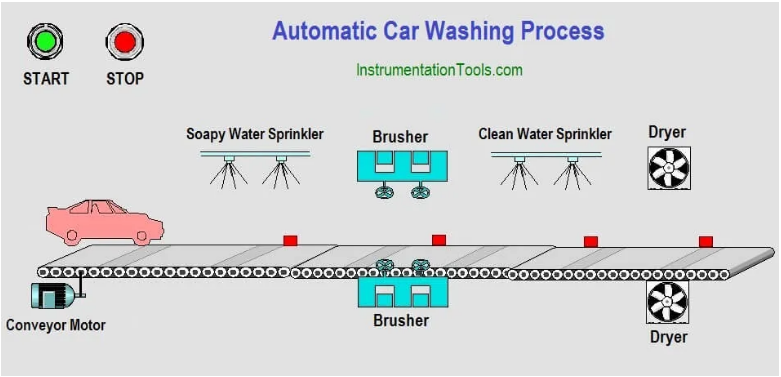 Automatic Car Washing Process
InstrumentationTools.com
START
STOP
Soapy Water Sprinkler
Brusher
Clean Water Sprinkler
Dryer
Conveyor Motor
Brusher
Dryer